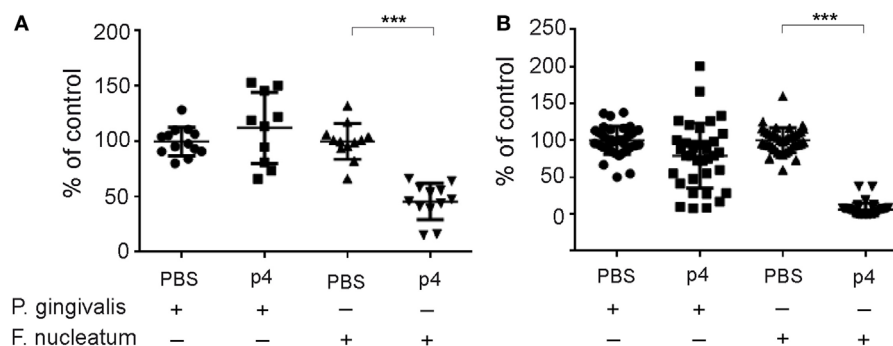 A
% of control
200
150
100
50
0
***
PBS p4 PBS p4
B
% of control
250
200
150
100
50
0
***
PBS p4 PBS p4
P. gingivalis + + – – + + – –
F. nucleatum – – + + – – + +